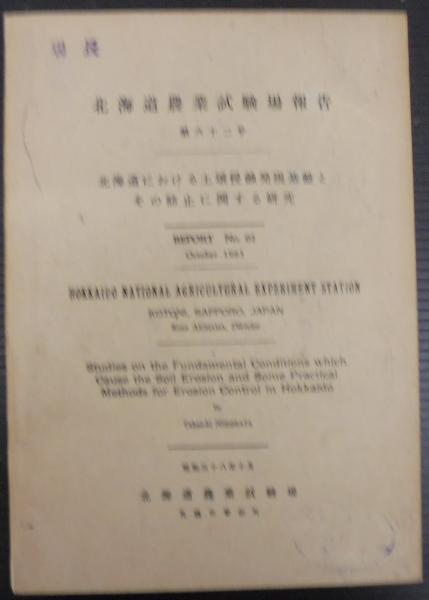 北海道農業試験場報告
第六十二号
北海道における土壌侵蝕発現基動と
その防止に関する研究
REPORT No. 62
October 1963
HOKKAIDO NATIONAL AGRICULTURAL EXPERIMENT STATION
KOTONI, SAPPORO, JAPAN
Studies on the Fundamental Conditions which
Cause the Soil Erosion and Some Practical
Methods for Erosion Control in Hokkaido
by
昭和三十八年十月
北海道農業試験場